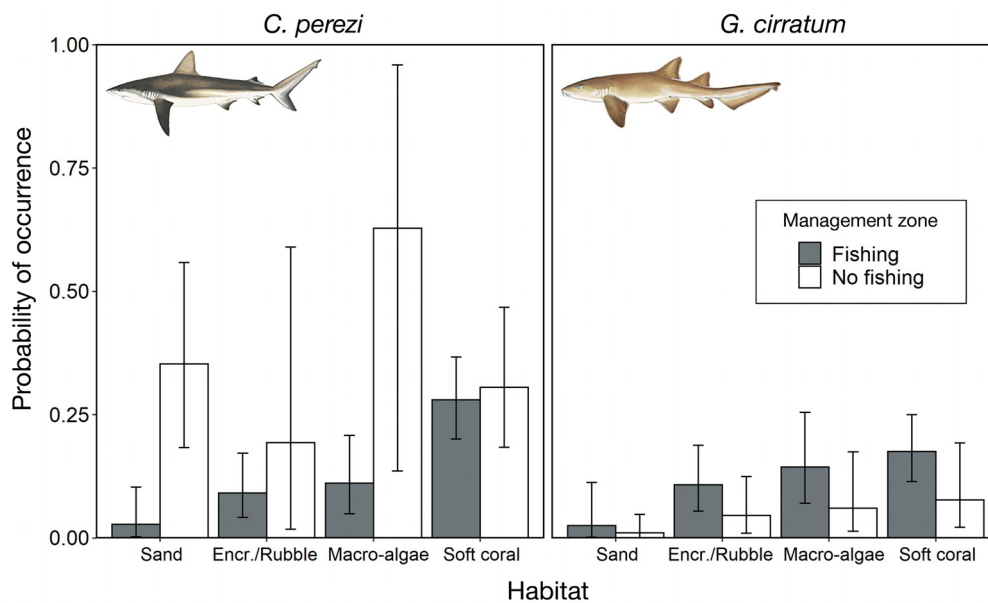 C. perezi
G. cirratum
Probability of occurrence
1.00
0.75
0.50
0.25
0.00
Management zone
Fishing
No fishing
Sand Encr./Rubble Macro-algae Soft coral
Sand Encr./Rubble Macro-algae Soft coral
Habitat